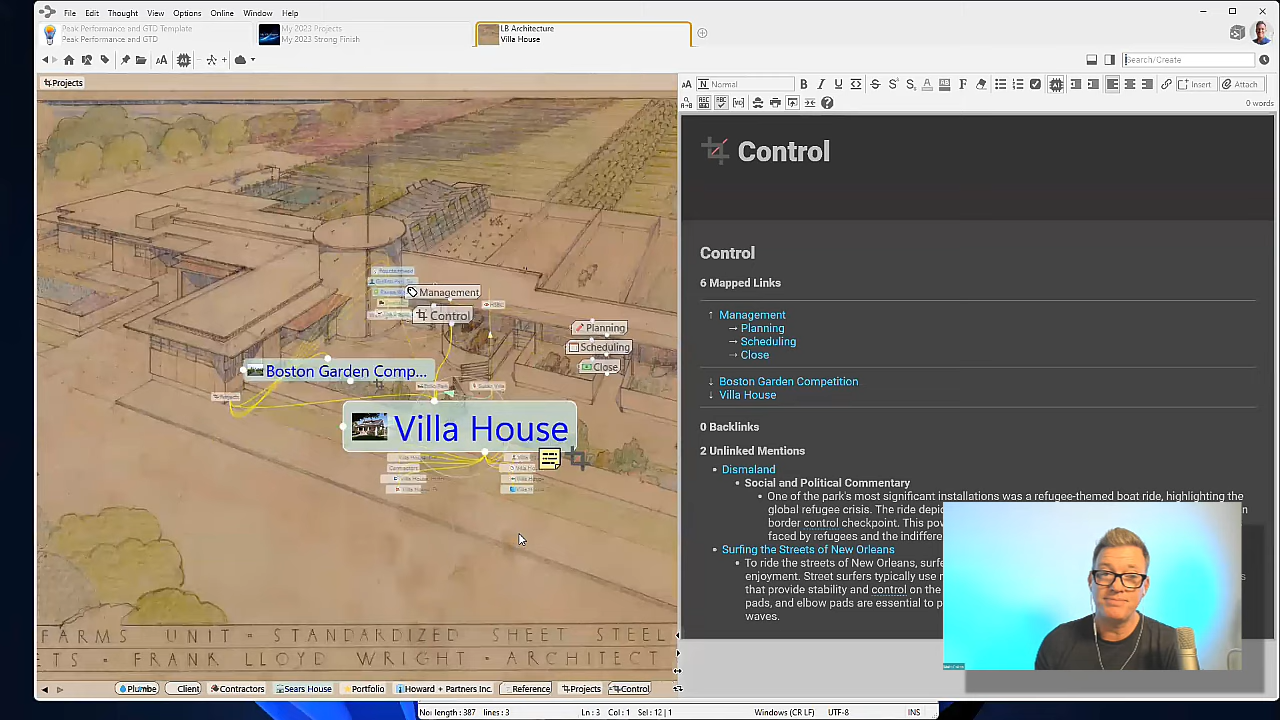 File Edit Thought View Options Online Window Help
Peak Performance and GTD Template
Peak Performance and GTD
My 2023 Projects
My 2023 Strong Finish
LB Architecture
Villa House
Search/Create
Normal
Insert
Attach
0 words
Projects
Control
Control
6 Mapped Links
↑ Management
→ Planning
→ Scheduling
→ Close
↓ Boston Garden Competition
↓ Villa House
0 Backlinks
2 Unlinked Mentions
• Dismaland
• Social and Political Commentary
• One of the park's most significant installations was a refugee-themed boat ride, highlighting the
global refugee crisis. The ride
border control checkpoint. This
faced by refugees and the
• Surfing the Streets of New Orleans
• To ride the streets of New Orleans,
enjoyment. Street surfers typically use
that provide stability and control on the
pads, and elbow pads are essential to
waves.
Management
Control
Planning
Scheduling
Close
Boston Garden Comp...
Projects
Villa House
FARMS UNIT · STANDARDIZED SHEET STEEL
FRANK LLOYD WRIGHT · ARCHITECT
Plumbe
Client
Contractors
Sears House
Portfolio
Howard + Partners Inc.
Reference
Projects
Control
length : 387 lines : 3
Ln : 3 Col : 1 Sel : 12 | 1
Windows (CR LF)
UTF-8
INS